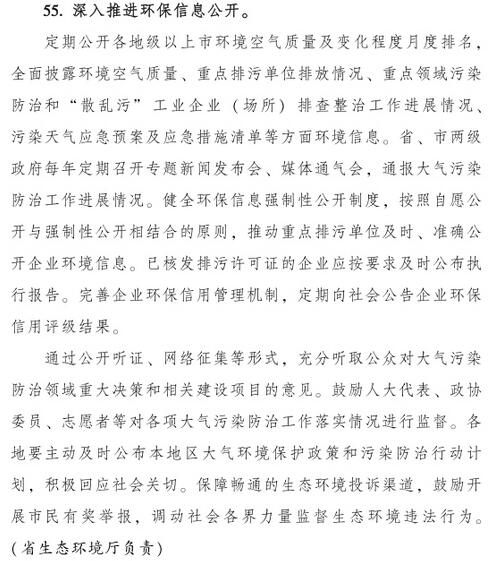 55. 深入推进环保信息公开。
定期公开各地级以上市环境空气质量及变化程度月度排名，
全面披露环境空气质量、重点排污单位排放情况、重点领域污染
防治和“散乱污”工业企业（场所）排查整治工作进展情况、
污染天气应急预案及应急措施清单等方面环境信息。省、市两级
政府每年定期召开专题新闻发布会、媒体通气会，通报大气污染
防治工作进展情况。健全环保信息强制性公开制度，按照自愿公
开与强制性公开相结合的原则，推动重点排污单位及时、准确公
开企业环境信息。已核发排污许可证的企业应按要求及时公布执
行报告。完善企业环保信用管理机制，定期向社会公告企业环保
信用评级结果。
通过公开听证、网络征集等形式，充分听取公众对大气污染
防治领域重大决策和相关建设项目的意见。鼓励人大代表、政协
委员、志愿者等对各项大气污染防治工作落实情况进行监督。各
地要主动及时公布本地区大气环境保护政策和污染防治行动计
划，积极回应社会关切。保障畅通的生态环境投诉渠道，鼓励开
展市民有奖举报，调动社会各界力量监督生态环境违法行为。
(省生态环境厅负责)